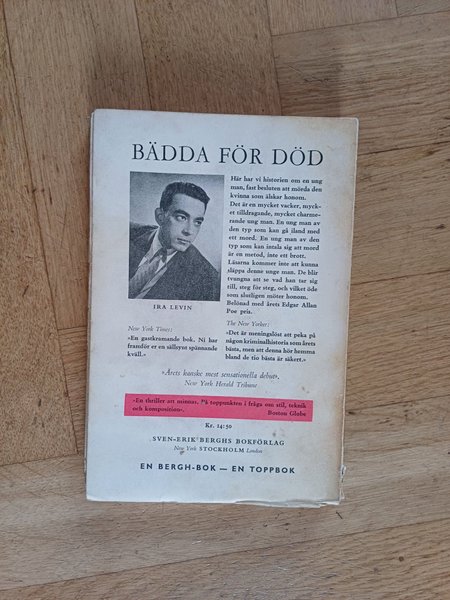 BÄDDA FÖR DÖD
Här har vi historien om en ung
man, fast besluten att mörda den
kvinna som älskar honom.
Det är en mycket vacker, myck-
et tilldragande, mycket charme-
rande ung man. En ung man av
den typ som kan gå iland med
ett mord. En ung man av den
typ som kan intala sig att mord
är en metod, inte ett brott.
Läsarna kommer inte att kunna
släppa denne unge man. De blir
tvungna att se vad han tar sig
till, steg för steg, och vilket öde
som slutligen möter honom.
Belönad med årets Edgar Allan
Poe pris.
IRA LEVIN
New York Times:
»En gastkramande bok. Ni har
framför er en sällsynt spännande
kväll.»
The New Yorker:
»Det är meningslöst att peka på
någon kriminalhistoria som årets
bästa, men att denna hör hemma
bland de tio bästa är säkert.»
»Årets kanske mest sensationella debut».
New York Herald Tribune
»En thriller att minnas. På toppunkten i fråga om stil, teknik
och komposition».
Boston Globe
Kr. 14:50
SVEN-ERIK BERGHS BOKFÖRLAG
New York STOCKHOLM London
EN BERGH-BOK — EN TOPPBOK